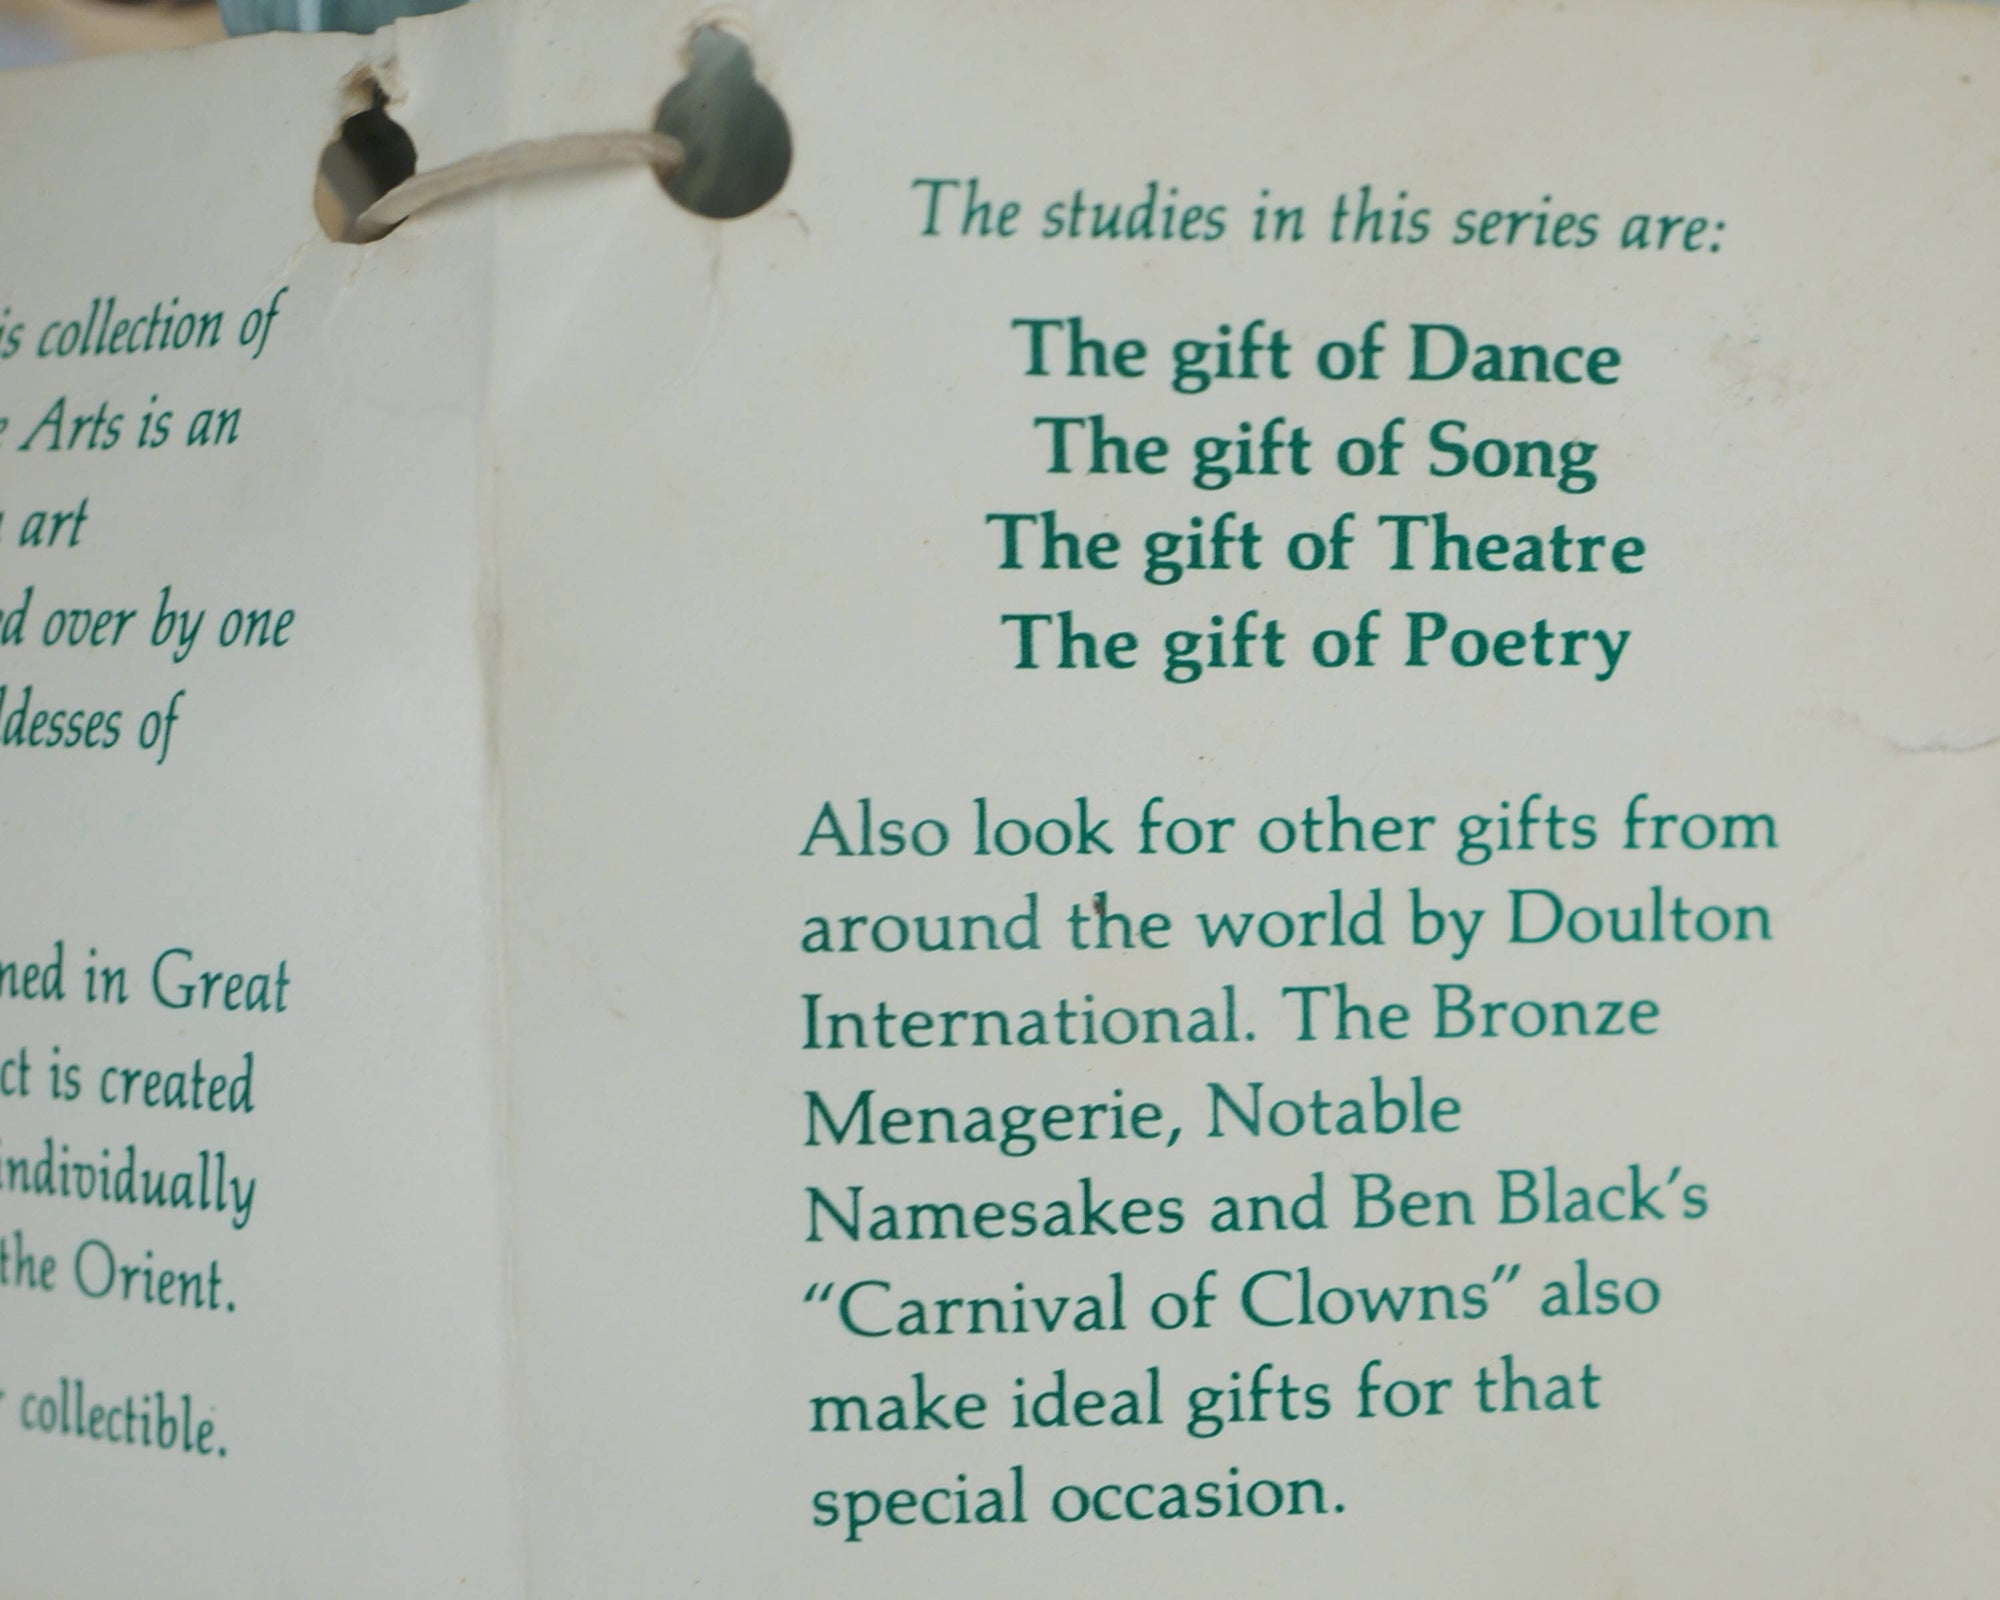 is collection of
Arts is an
art
over by one
of
in Great
is created
individually
the Orient.
collectible.
The studies in this series are:
The gift of Dance
The gift of Song
The gift of Theatre
The gift of Poetry
Also look for other gifts from
around the world by Doulton
International. The Bronze
Menagerie, Notable
Namesakes and Ben Black's
“Carnival of Clowns” also
make ideal gifts for that
special occasion.